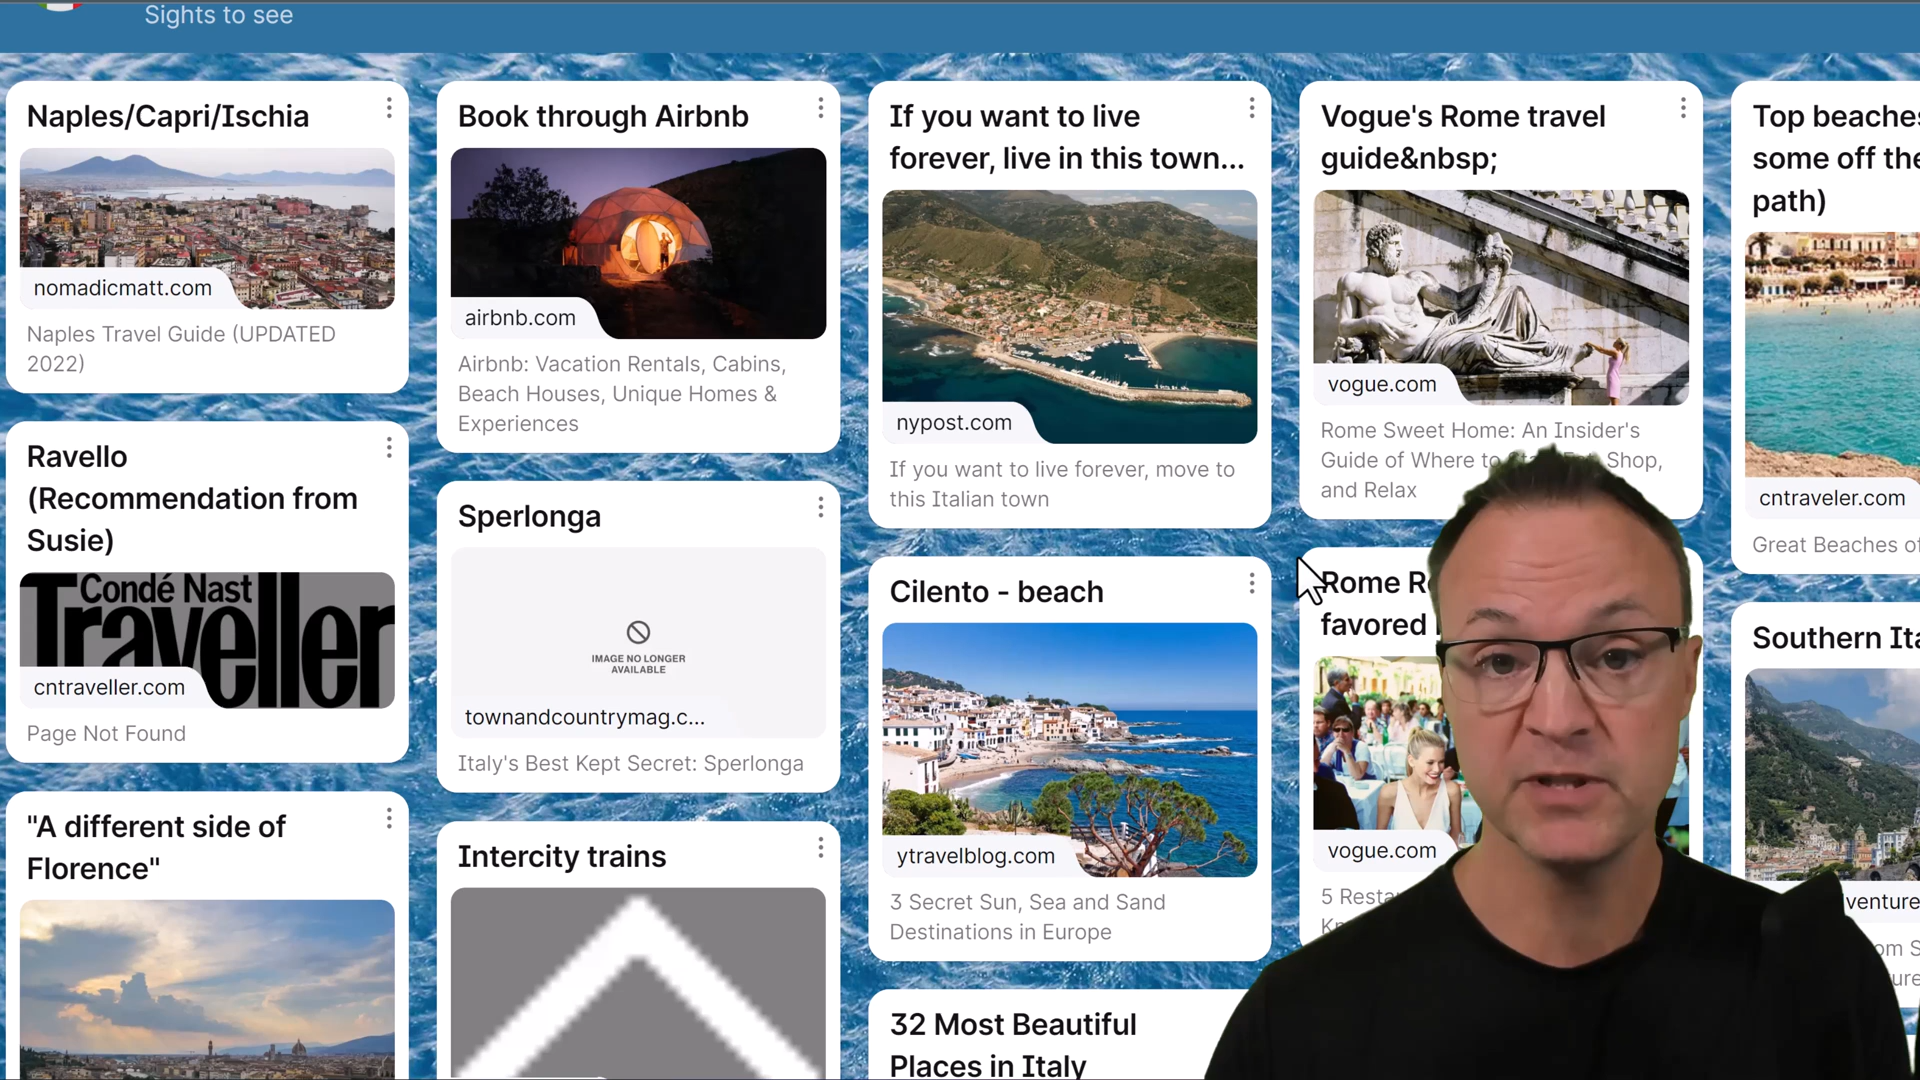 Sights to see
Naples/Capri/Ischia
nomadicmatt.com
Naples Travel Guide (UPDATED
2022)
Ravello
(Recommendation from
Susie)
Condé Nast
Traveller
cntraveller.com
Page Not Found
"A different side of
Florence"
Book through Airbnb
airbnb.com
Airbnb: Vacation Rentals, Cabins,
Beach Houses, Unique Homes &
Experiences
Sperlonga
IMAGE NO LONGER
AVAILABLE
townandcountrymag.c...
Italy's Best Kept Secret: Sperlonga
Intercity trains
If you want to live
forever, live in this town...
nypost.com
If you want to live forever, move to
this Italian town
Cilento - beach
ytravelblog.com
3 Secret Sun, Sea and Sand
Destinations in Europe
32 Most Beautiful
Places in Italy
Vogue's Rome travel
guide&nbsp;
vogue.com
Rome Sweet Home: An Insider's
Guide of Where to Shop,
and Relax
Rome
favored
vogue.com
5
Top beaches
some off the
path)
cntraveler.com
Great Beaches of
Southern